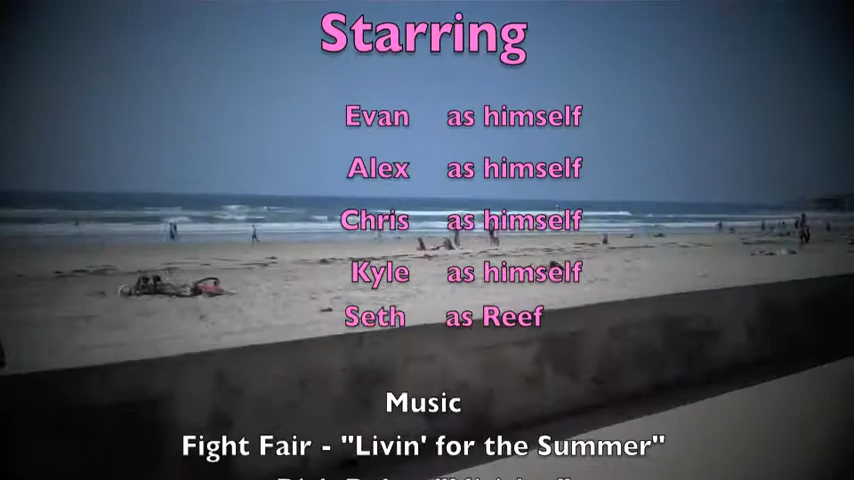 Starring
Evan as himself
Alex as himself
Chris as himself
Kyle as himself
Seth as Reef
Music
Fight Fair - "Livin' for the Summer"